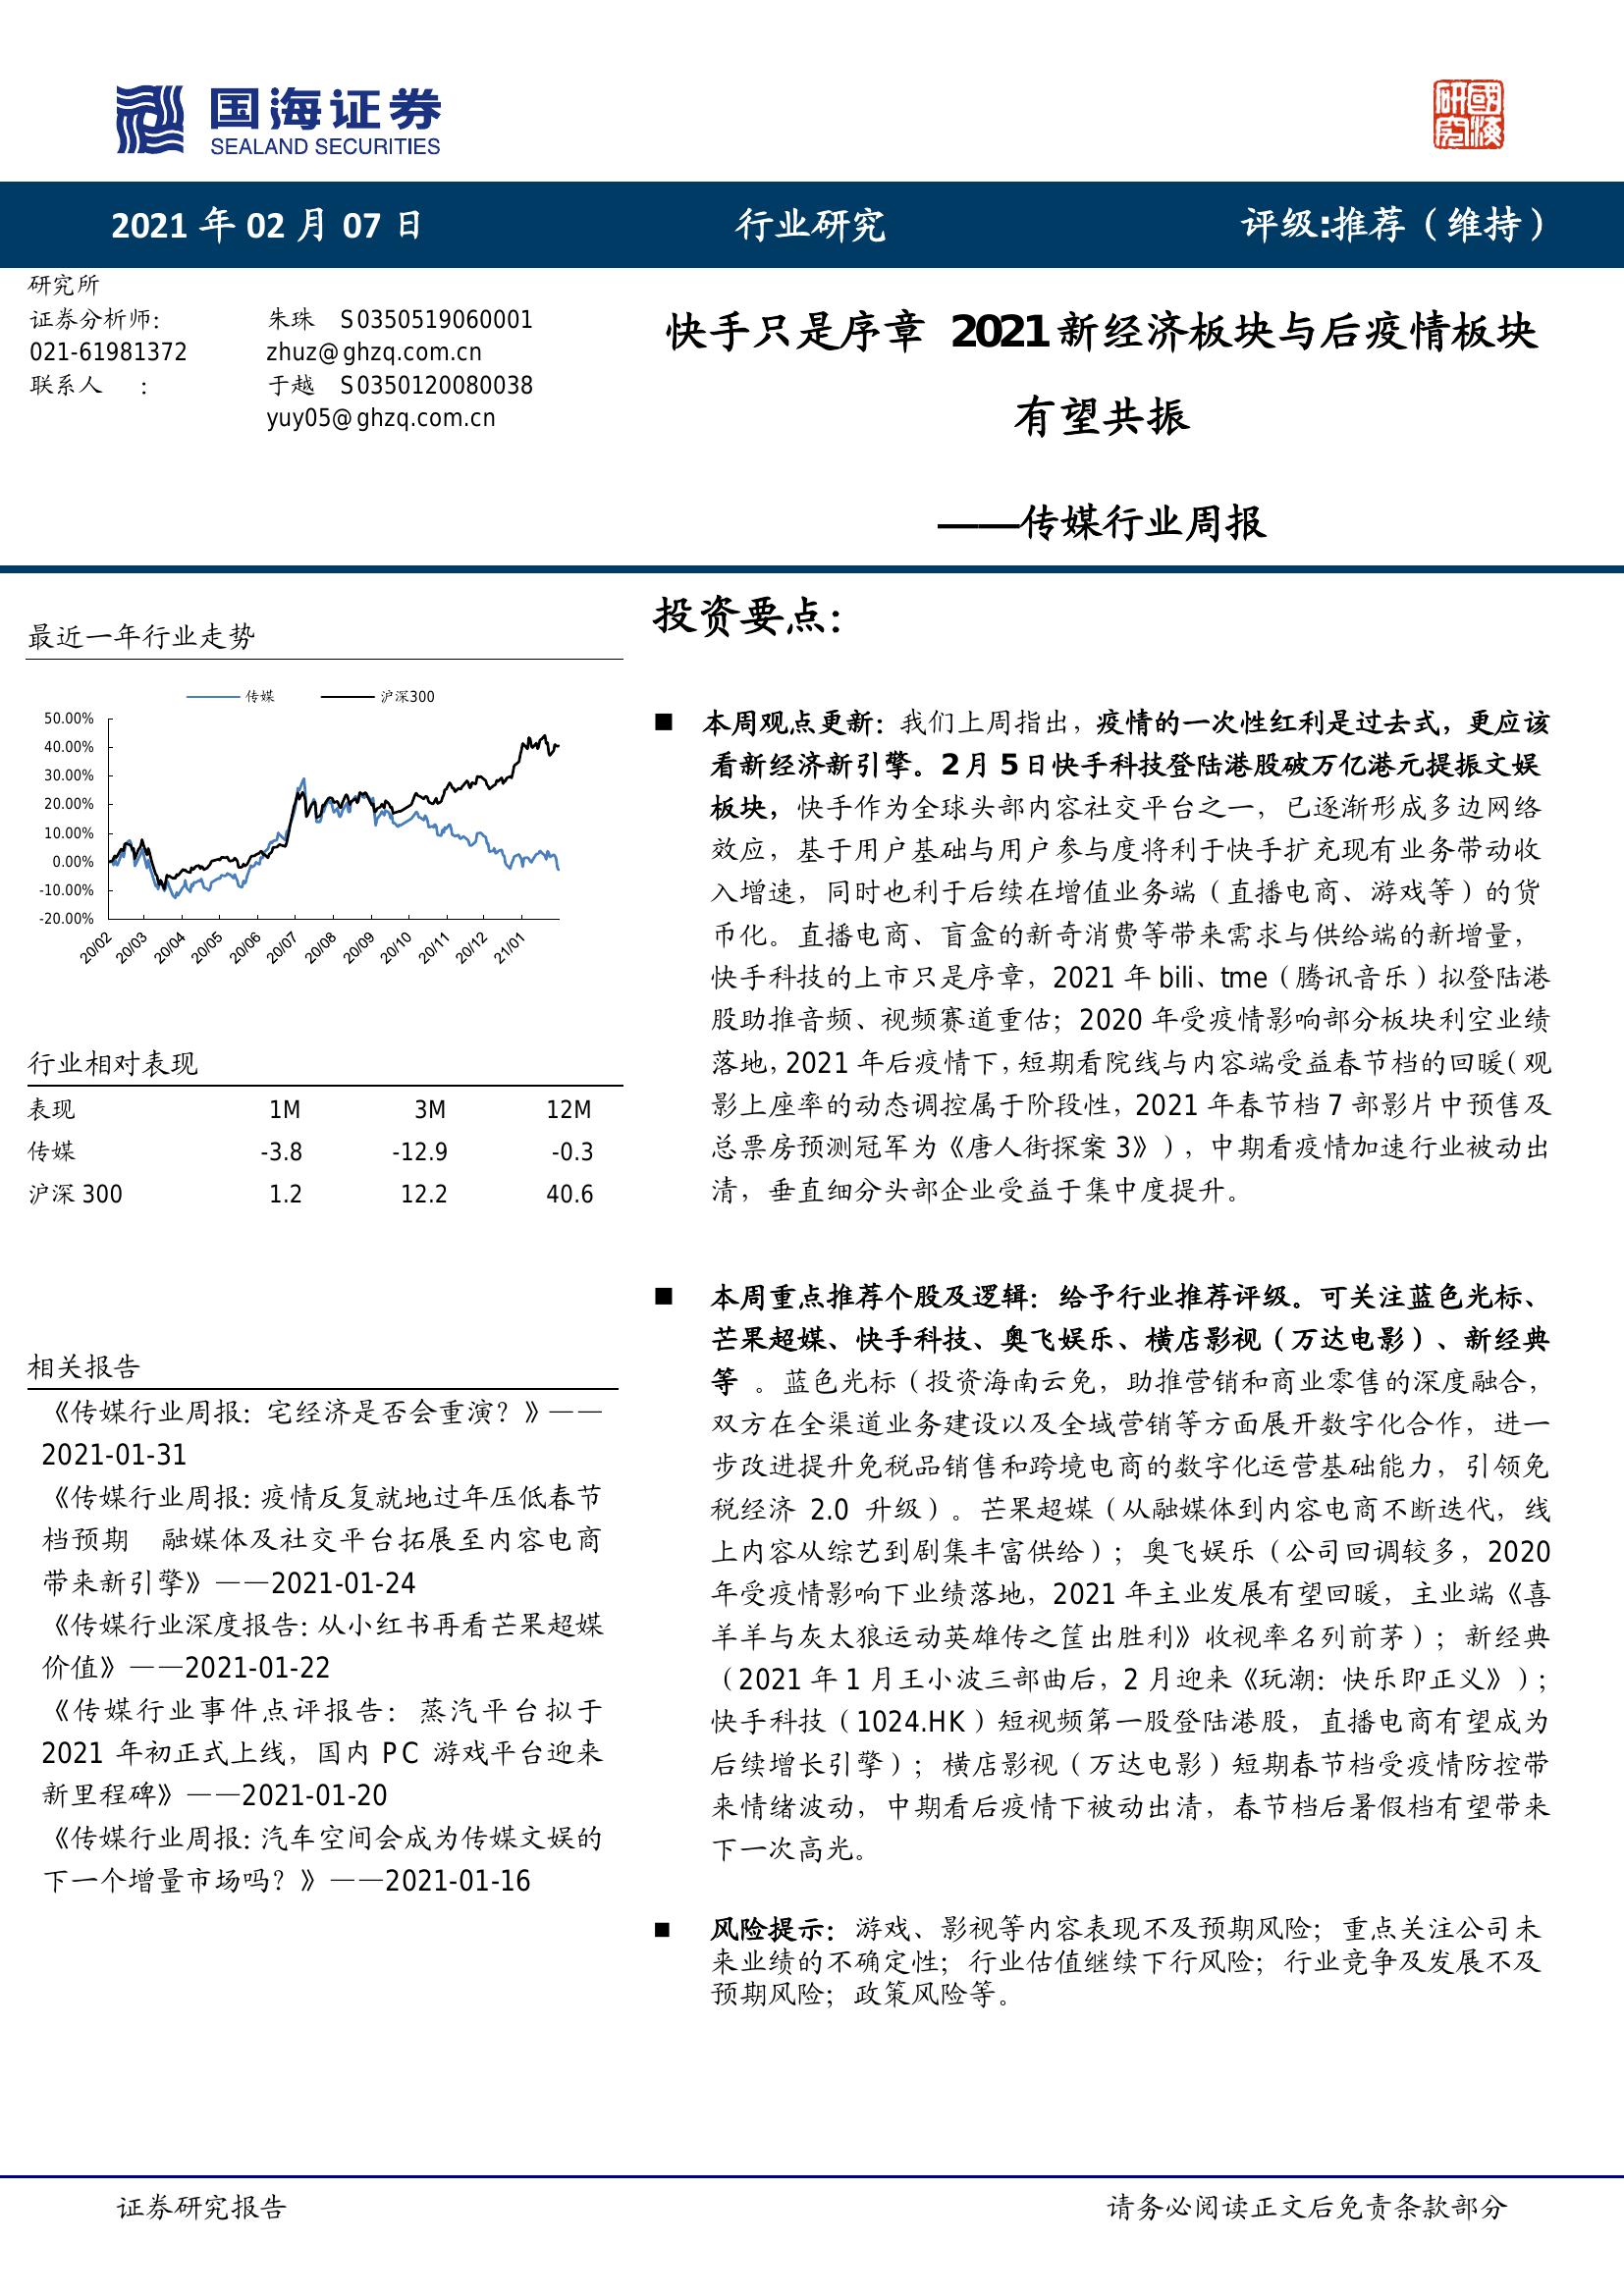 国海证券
SEALAND SECURITIES
國海研究
2021 年 02 月 07 日 行业研究 评级:推荐（维持）
研究所
证券分析师: 朱珠 S0350519060001
021-61981372 zhuz@ghzq.com.cn
联系人 : 于越 S0350120080038
yuy05@ghzq.com.cn
快手只是序章 2021新经济板块与后疫情板块
有望共振
——传媒行业周报
最近一年行业走势
传媒 沪深300
50.00%
40.00%
30.00%
20.00%
10.00%
0.00%
-10.00%
-20.00%
20/02 20/03 20/04 20/05 20/06 20/07 20/08 20/09 20/10 20/11 20/12 21/01
行业相对表现
表现 1M 3M 12M
传媒 -3.8 -12.9 -0.3
沪深 300 1.2 12.2 40.6
相关报告
《传媒行业周报：宅经济是否会重演？》——
2021-01-31
《传媒行业周报：疫情反复就地过年压低春节
档预期 融媒体及社交平台拓展至内容电商
带来新引擎》——2021-01-24
《传媒行业深度报告：从小红书再看芒果超媒
价值》——2021-01-22
《传媒行业事件点评报告：蒸汽平台拟于
2021 年初正式上线，国内 PC 游戏平台迎来
新里程碑》——2021-01-20
《传媒行业周报：汽车空间会成为传媒文娱的
下一个增量市场吗？》——2021-01-16
投资要点：
■ 本周观点更新：我们上周指出，疫情的一次性红利是过去式，更应该
看新经济新引擎。2 月 5 日快手科技登陆港股破万亿港元提振文娱
板块，快手作为全球头部内容社交平台之一，已逐渐形成多边网络
效应，基于用户基础与用户参与度将利于快手扩充现有业务带动收
入增速，同时也利于后续在增值业务端（直播电商、游戏等）的货
币化。直播电商、盲盒的新奇消费等带来需求与供给端的新增量，
快手科技的上市只是序章，2021 年 bili、tme（腾讯音乐）拟登陆港
股助推音频、视频赛道重估；2020 年受疫情影响部分板块利空业绩
落地，2021 年后疫情下，短期看院线与内容端受益春节档的回暖（观
影上座率的动态调控属于阶段性，2021 年春节档 7 部影片中预售及
总票房预测冠军为《唐人街探案 3》），中期看疫情加速行业被动出
清，垂直细分头部企业受益于集中度提升。
■ 本周重点推荐个股及逻辑：给予行业推荐评级。可关注蓝色光标、
芒果超媒、快手科技、奥飞娱乐、横店影视（万达电影）、新经典
等 。蓝色光标（投资海南云免，助推营销和商业零售的深度融合，
双方在全渠道业务建设以及全域营销等方面展开数字化合作，进一
步改进提升免税品销售和跨境电商的数字化运营基础能力，引领免
税经济 2.0 升级）。芒果超媒（从融媒体到内容电商不断迭代，线
上内容从综艺到剧集丰富供给）；奥飞娱乐（公司回调较多，2020
年受疫情影响下业绩落地，2021 年主业发展有望回暖，主业端《喜
羊羊与灰太狼运动英雄传之筐出胜利》收视率名列前茅）；新经典
（2021 年 1 月王小波三部曲后，2 月迎来《玩潮：快乐即正义》）；
快手科技（1024.HK）短视频第一股登陆港股，直播电商有望成为
后续增长引擎）；横店影视（万达电影）短期春节档受疫情防控带
来情绪波动，中期看后疫情下被动出清，春节档后暑假档有望带来
下一次高光。
■ 风险提示：游戏、影视等内容表现不及预期风险；重点关注公司未
来业绩的不确定性；行业估值继续下行风险；行业竞争及发展不及
预期风险；政策风险等。
证券研究报告 请务必阅读正文后免责条款部分